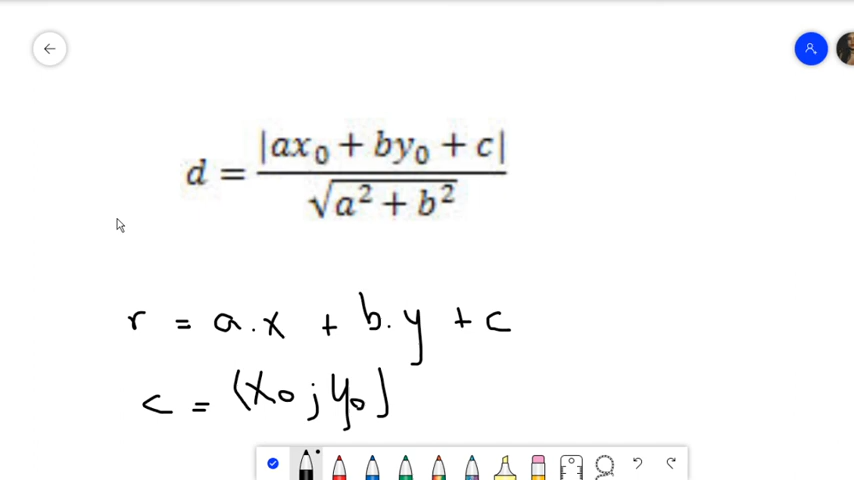 d = |ax₀ + by₀ + c| / √a² + b²
r = a.x + b.y + c
c = (x₀ ; y₀)